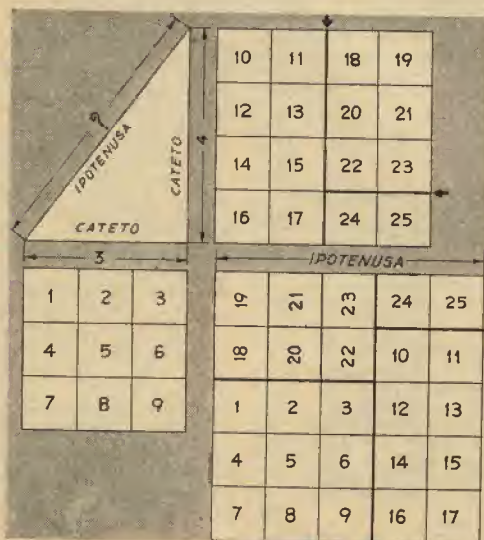 ?
IPOTENUSA
CATETO
4
CATETO
3
10 11 18 19
12 13 20 21
14 15 22 23
16 17 24 25
1 2 3
4 5 6
7 8 9
IPOTENUSA
19 21 23 24 25
18 20 22 10 11
1 2 3 12 13
4 5 6 14 15
7 8 9 16 17